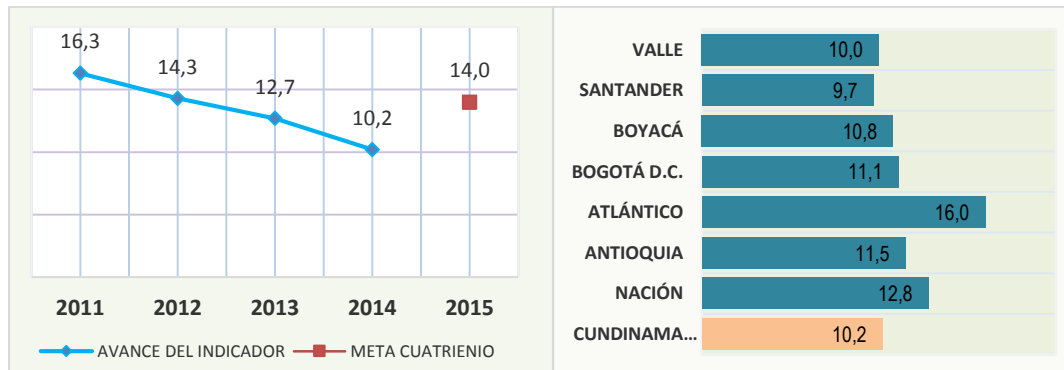 16,3
14,3
12,7
10,2
14,0
2011 2012 2013 2014 2015
AVANCE DEL INDICADOR META CUATRIENIO
VALLE 10,0
SANTANDER 9,7
BOYACÁ 10,8
BOGOTÁ D.C. 11,1
ATLÁNTICO 16,0
ANTIOQUIA 11,5
NACIÓN 12,8
CUNDINAMA... 10,2